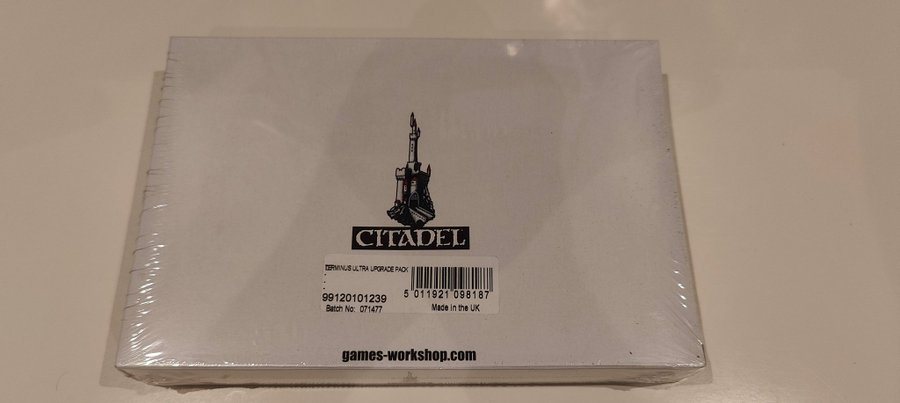 CITADEL
TERMINUS ULTRA UPGRADE PACK
99120101239
Batch No: 071477
5 011921 098187
Made in the UK
games-workshop.com